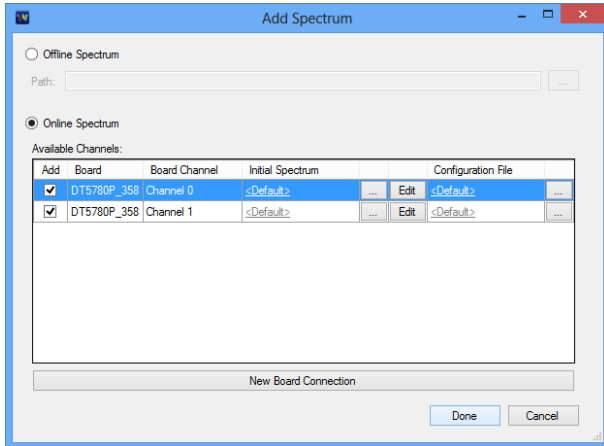 Add Spectrum
Offline Spectrum
Path: ...
Online Spectrum
Available Channels:
Add Board Board Channel Initial Spectrum Configuration File
DT5780P_358 Channel 0 <Default> ... Edit <Default> ...
DT5780P_358 Channel 1 <Default> ... Edit <Default> ...
New Board Connection
Done Cancel